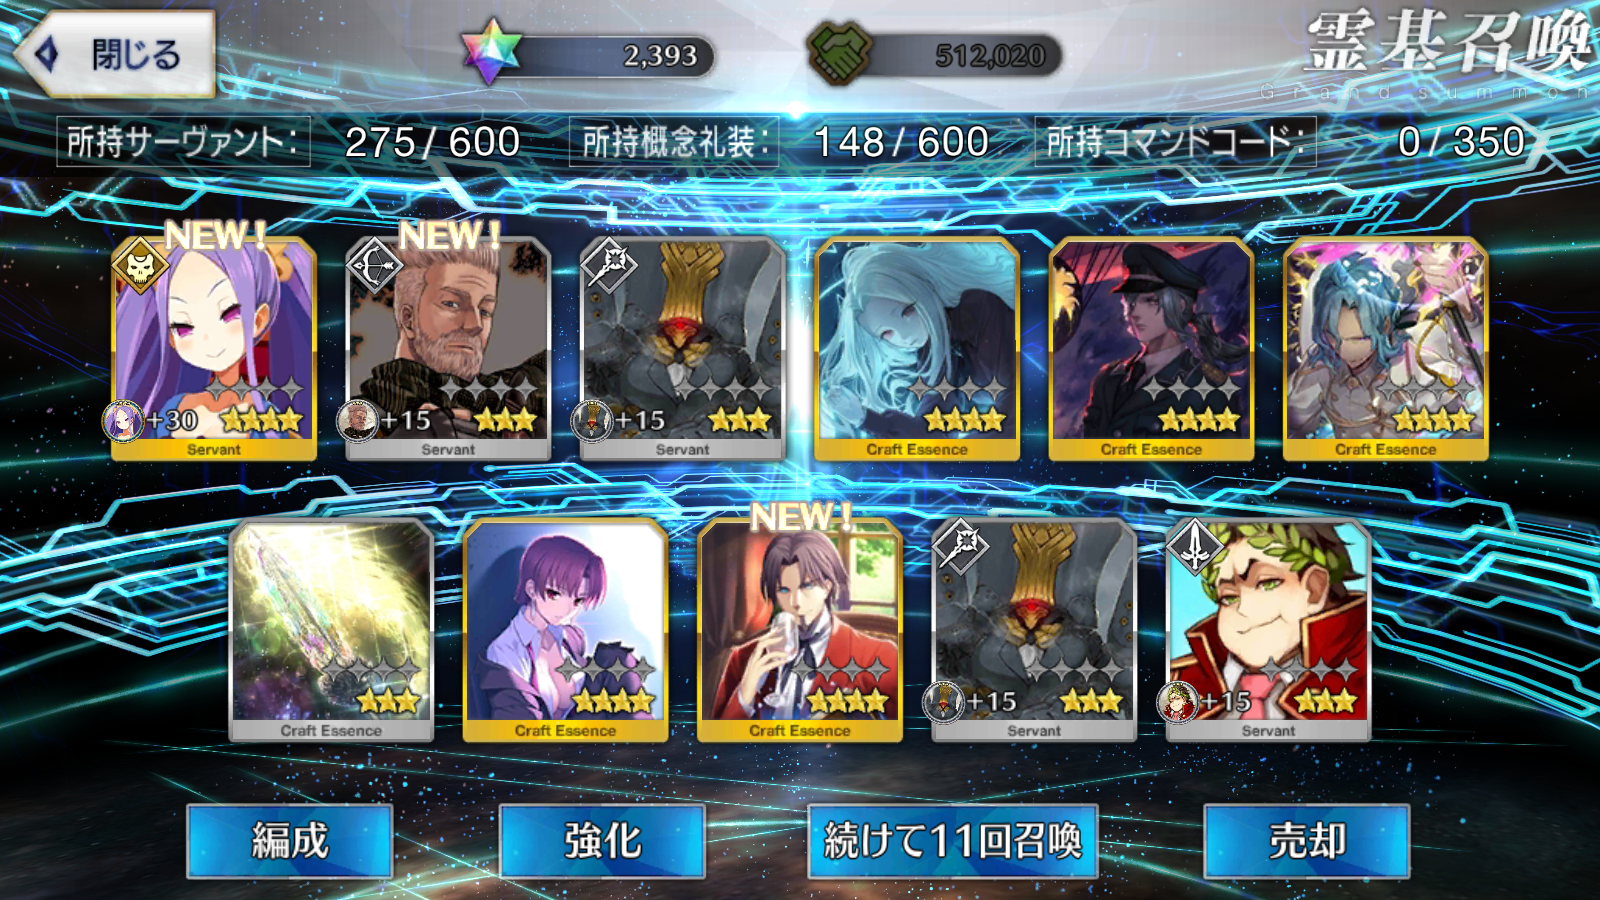 閉じる
2,393
512,020
霊基召喚
Grand summon
所持サーヴァント: 275/600
所持概念礼装: 148/600
所持コマンドコード: 0/350
NEW! NEW!
+30 +15 +15
Servant Servant Servant Craft Essence Craft Essence Craft Essence
NEW!
+15 +15
Craft Essence Craft Essence Craft Essence Servant Servant
編成 強化 続けて11回召喚 売却